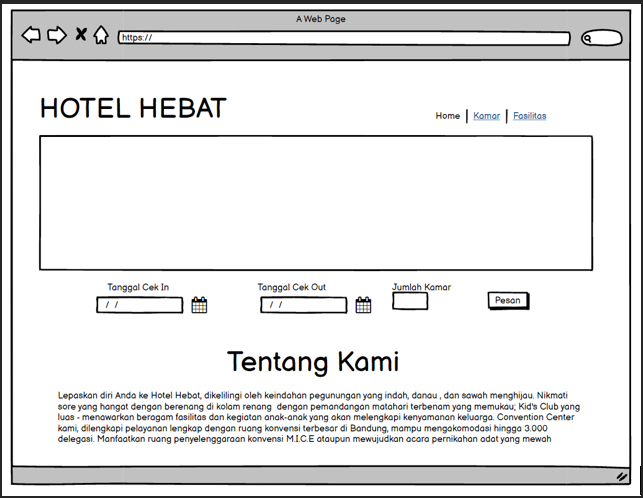 A Web Page
https://
HOTEL HEBAT
Home Kamar Fasilitas
Tanggal Cek In Tanggal Cek Out Jumlah Kamar
/ / / / Pesan
Tentang Kami
Lepaskan diri Anda ke Hotel Hebat, dikelilingi oleh keindahan pegunungan yang indah, danau , dan sawah menghijau. Nikmati
sore yang hangat dengan berenang di kolam renang dengan pemandangan matahari terbenam yang memukau; Kid's Club yang
luas - menawarkan beragam fasilitas dan kegiatan anak-anak yang akan melengkapi kenyamanan keluarga. Convention Center
kami, dilengkapi pelayanan lengkap dengan ruang konvensi terbesar di Bandung, mampu mengakomodasi hingga 3.000
delegasi. Manfaatkan ruang penyelenggaraan konvensi M.I.C.E ataupun mewujudkan acara pernikahan adat yang mewah